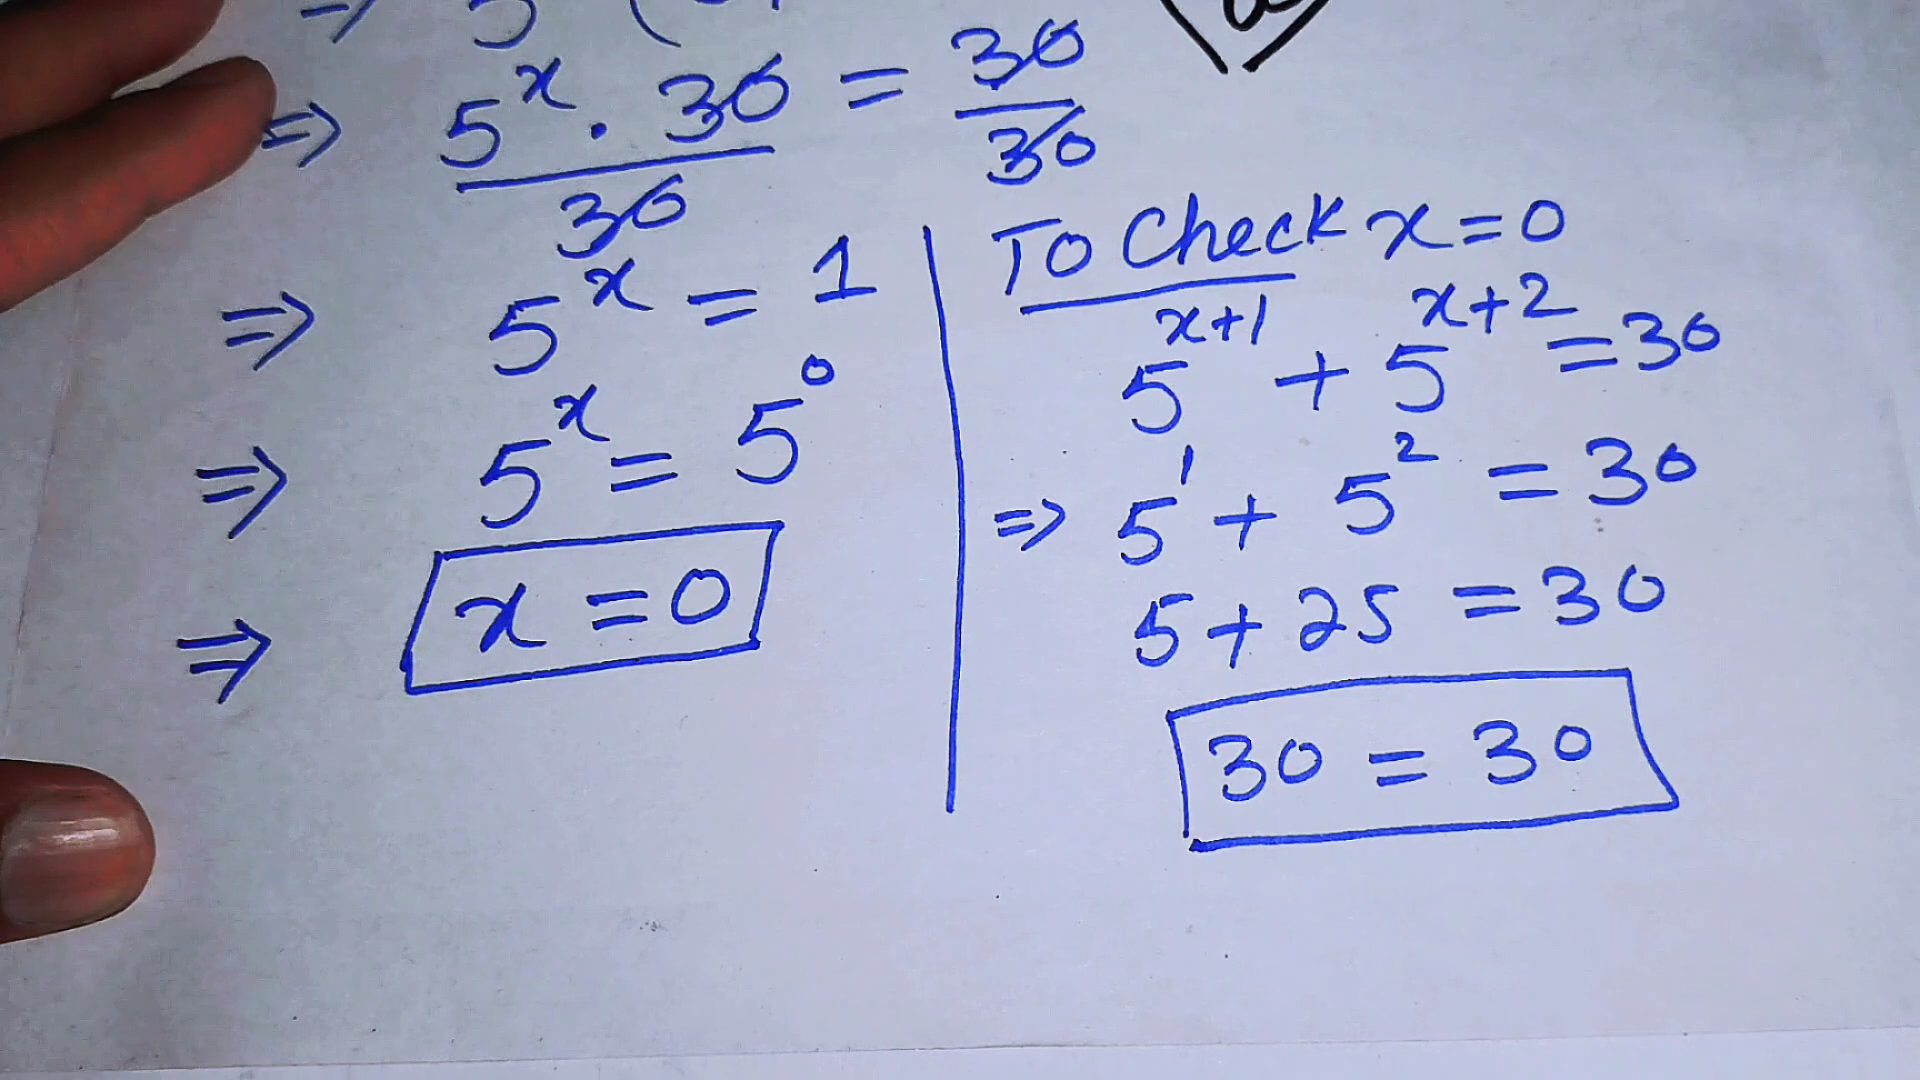 ⇒ 5^x · 30 / 30 = 30 / 30
⇒ 5^x = 1
⇒ 5^x = 5^0
⇒ x = 0
To Check x = 0
5^(x+1) + 5^(x+2) = 30
⇒ 5^1 + 5^2 = 30
5 + 25 = 30
30 = 30